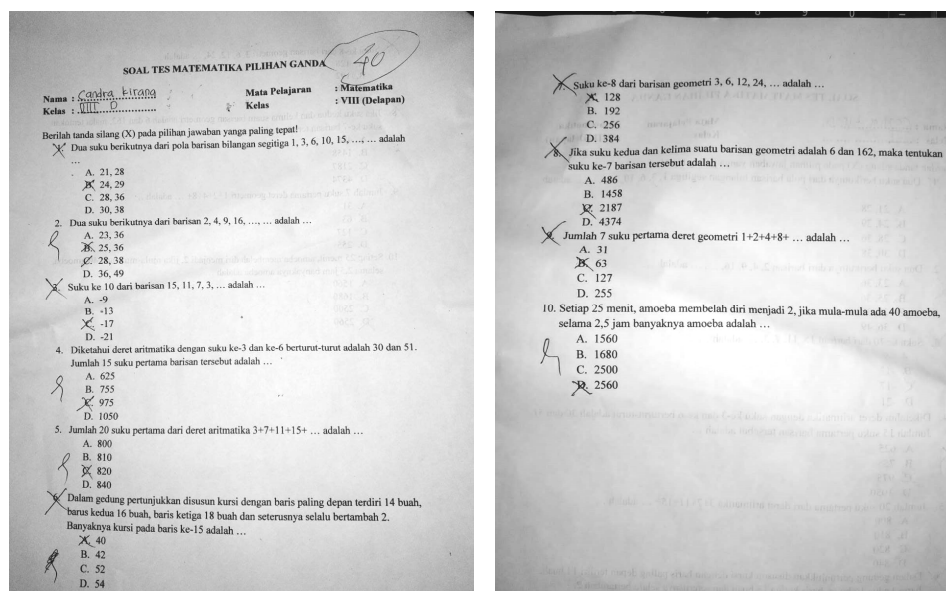 SOAL TES MATEMATIKA PILIHAN GANDA
40
Nama : Candra Kirana
Mata Pelajaran : Matematika
Kelas : VIII D
Kelas : VIII (Delapan)
Berilah tanda silang (X) pada pilihan jawaban yanga paling tepat!
1. Dua suku berikutnya dari pola barisan bilangan segitiga 1, 3, 6, 10, 15, …, … adalah
…
A. 21, 28
B. 24, 29
C. 28, 36
D. 30, 38
2. Dua suku berikutnya dari barisan 2, 4, 9, 16, …, … adalah …
A. 23, 36
B. 25, 36
C. 28, 38
D. 36, 49
3. Suku ke 10 dari barisan 15, 11, 7, 3, … adalah …
A. -9
B. -13
C. -17
D. -21
4. Diketahui deret aritmatika dengan suku ke-3 dan ke-6 berturut-turut adalah 30 dan 51.
Jumlah 15 suku pertama barisan tersebut adalah …
A. 625
B. 755
C. 975
D. 1050
5. Jumlah 20 suku pertama dari deret aritmatika 3+7+11+15+ … adalah …
A. 800
B. 810
C. 820
D. 840
6. Dalam gedung pertunjukkan disusun kursi dengan baris paling depan terdiri 14 buah,
barus kedua 16 buah, baris ketiga 18 buah dan seterusnya selalu bertambah 2.
Banyaknya kursi pada baris ke-15 adalah …
A. 40
B. 42
C. 52
D. 54
7. Suku ke-8 dari barisan geometri 3, 6, 12, 24, … adalah …
A. 128
B. 192
C. 256
D. 384
8. Jika suku kedua dan kelima suatu barisan geometri adalah 6 dan 162, maka tentukan
suku ke-7 barisan tersebut adalah …
A. 486
B. 1458
C. 2187
D. 4374
9. Jumlah 7 suku pertama deret geometri 1+2+4+8+ … adalah …
A. 31
B. 63
C. 127
D. 255
10. Setiap 25 menit, amoeba membelah diri menjadi 2, jika mula-mula ada 40 amoeba,
selama 2,5 jam banyaknya amoeba adalah …
A. 1560
B. 1680
C. 2500
D. 2560